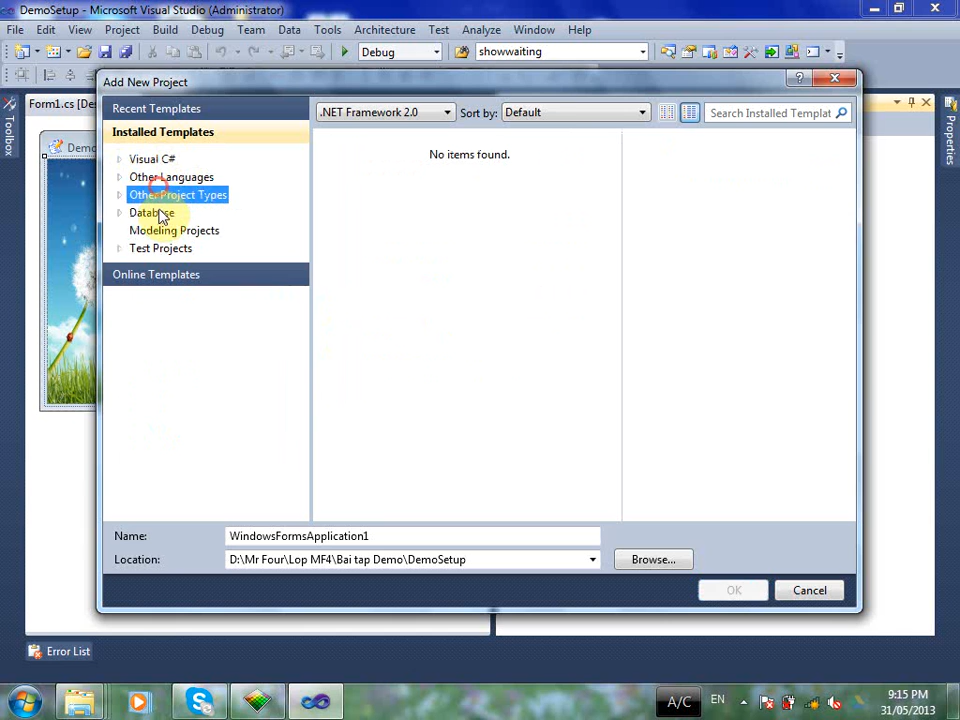 DemoSetup - Microsoft Visual Studio (Administrator)
File Edit View Project Build Debug Team Data Tools Architecture Test Analyze Window Help
Debug showwaiting
Form1.cs [De
Toolbox
Properties
Demo
Add New Project
Recent Templates
Installed Templates
Visual C#
Other Languages
Other Project Types
Database
Modeling Projects
Test Projects
Online Templates
.NET Framework 2.0 Sort by: Default Search Installed Templat
No items found.
Name: WindowsFormsApplication1
Location: D:\Mr Four\Lop MF4\Bai tap Demo\DemoSetup Browse...
OK Cancel
Error List
A/C EN 9:15 PM
31/05/2013